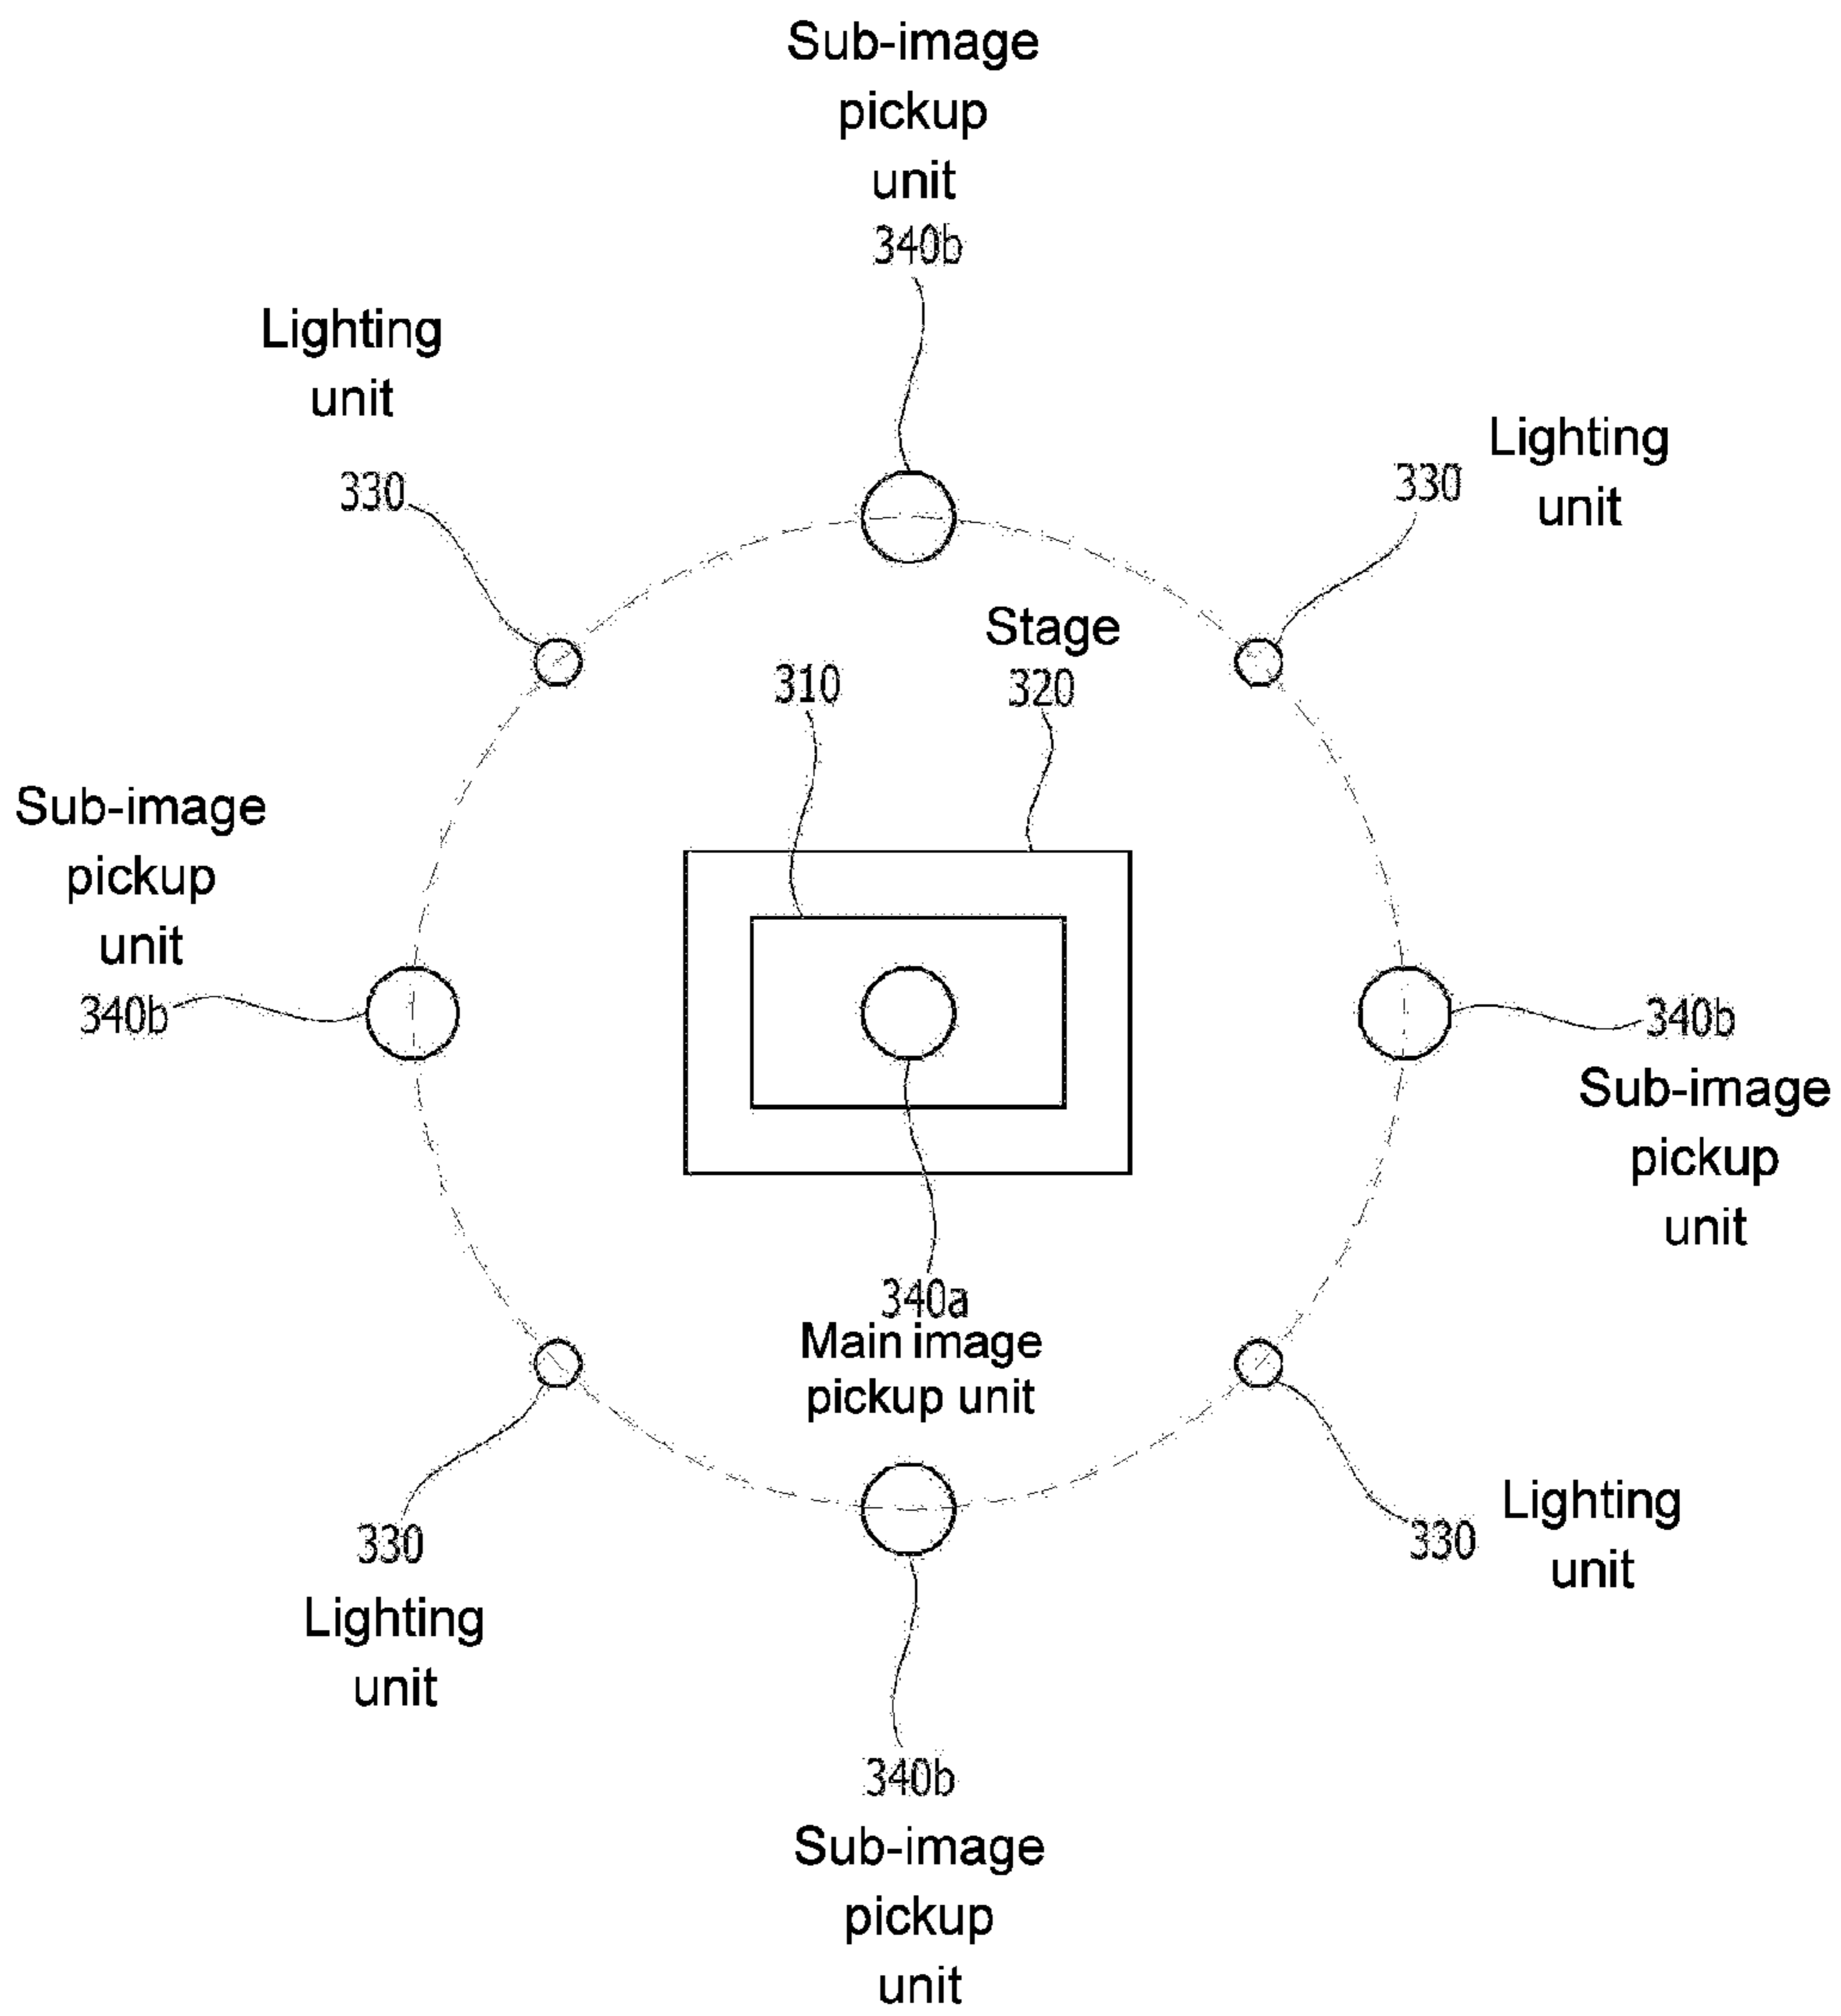 Sub-image
pickup
unit
340b
Lighting
unit
330
Lighting
unit
330
Stage
320
310
Sub-image
pickup
unit
340b
340b
Sub-image
pickup
unit
340a
Main image
pickup unit
330
Lighting
unit
330
Lighting
unit
340b
Sub-image
pickup
unit